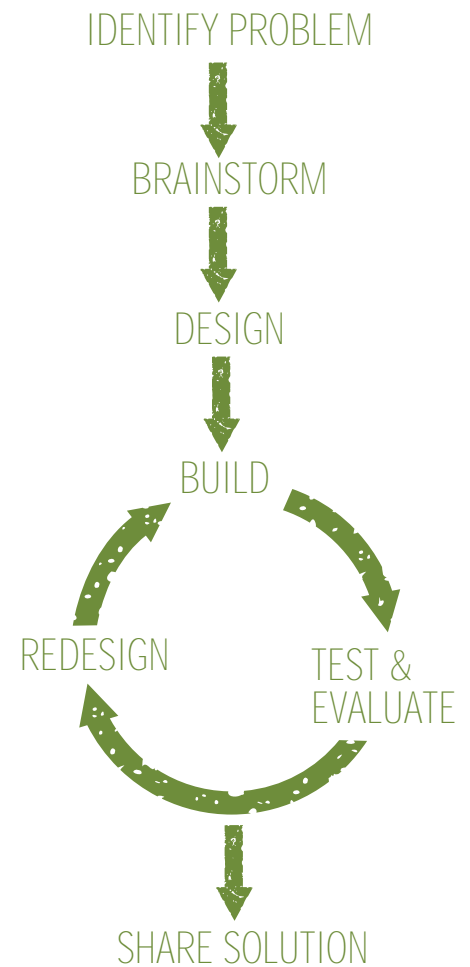 IDENTIFY PROBLEM
BRAINSTORM
DESIGN
BUILD
REDESIGN
TEST &
EVALUATE
SHARE SOLUTION